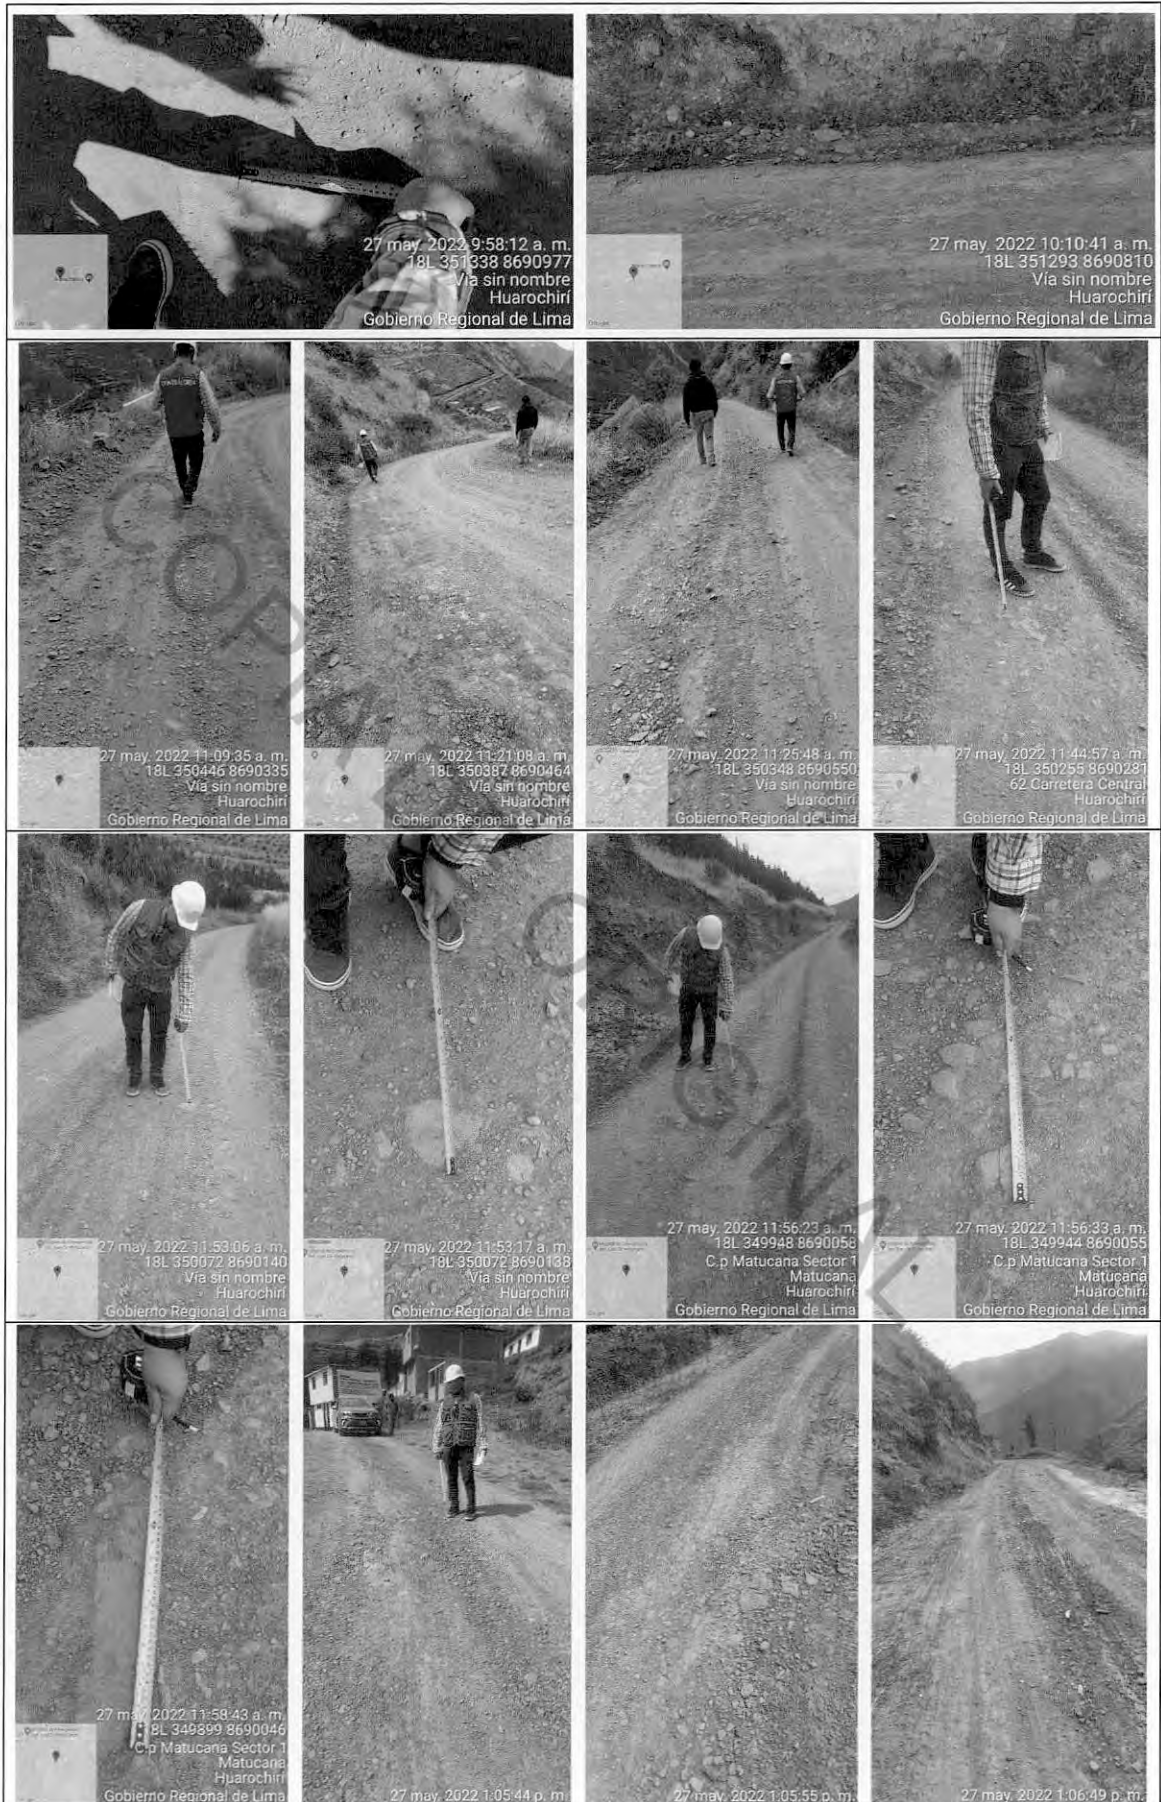 27 may. 2022 9:58:12 a. m.
18L 351338 8690977
Vía sin nombre
Huarochirí
Gobierno Regional de Lima
27 may. 2022 10:10:41 a. m.
18L 351293 8690810
Vía sin nombre
Huarochirí
Gobierno Regional de Lima
27 may. 2022 11:09:35 a. m.
18L 350446 8690335
Vía sin nombre
Huarochirí
Gobierno Regional de Lima
27 may. 2022 11:21:08 a. m.
18L 350387 8690464
Vía sin nombre
Huarochirí
Gobierno Regional de Lima
27 may. 2022 11:25:48 a. m.
18L 350348 8690550
Vía sin nombre
Huarochirí
Gobierno Regional de Lima
27 may. 2022 11:44:57 a. m.
18L 350255 8690281
62 Carretera Central
Huarochirí
Gobierno Regional de Lima
27 may. 2022 11:53:06 a. m.
18L 350072 8690140
Vía sin nombre
Huarochirí
Gobierno Regional de Lima
27 may. 2022 11:53:17 a. m.
18L 350072 8690138
Vía sin nombre
Huarochirí
Gobierno Regional de Lima
27 may. 2022 11:56:23 a. m.
18L 349948 8690058
C.p Matucana Sector 1
Matucana
Huarochirí
Gobierno Regional de Lima
27 may. 2022 11:56:33 a. m.
18L 349944 8690055
C.p Matucana Sector 1
Matucana
Huarochirí
Gobierno Regional de Lima
27 may. 2022 11:58:43 a. m.
18L 349899 8690046
C.p Matucana Sector 1
Matucana
Huarochirí
Gobierno Regional de Lima
27 may. 2022 1:05:44 p. m.
27 may. 2022 1:05:55 p. m.
27 may. 2022 1:06:49 p. m.
COPIA
ORIGINAL